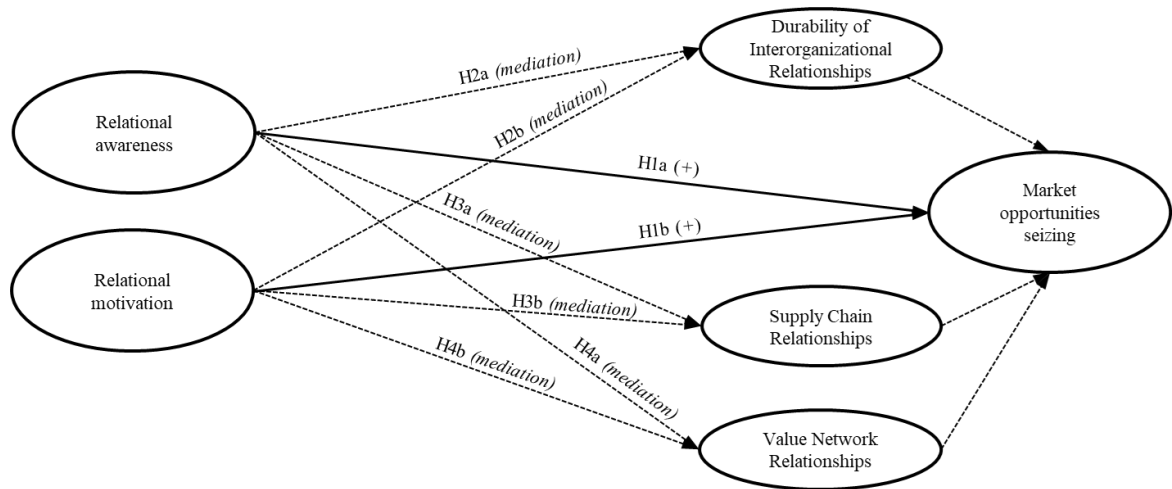 Durability of
Interorganizational
Relationships
H2a (mediation)
Relational
awareness
H2b (mediation)
H1a (+)
Market
opportunities
seizing
H3a (mediation)
H1b (+)
Relational
motivation
H3b (mediation)
Supply Chain
Relationships
H4b (mediation)
H4a (mediation)
Value Network
Relationships